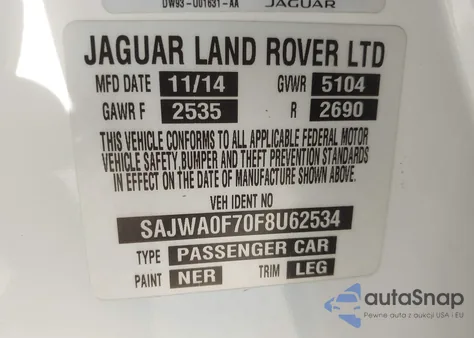 DW93-U01631-AA JAGUAR
JAGUAR LAND ROVER LTD
MFD DATE 11/14 GVWR 5104
GAWR F 2535 R 2690
THIS VEHICLE CONFORMS TO ALL APPLICABLE FEDERAL MOTOR
VEHICLE SAFETY, BUMPER AND THEFT PREVENTION STANDARDS
IN EFFECT ON THE DATE OF MANUFACTURE SHOWN ABOVE.
VEH IDENT NO
SAJWA0F70F8U62534
TYPE PASSENGER CAR
PAINT NER TRIM LEG
autoSnap
Pewne auta z aukcji USA i EU